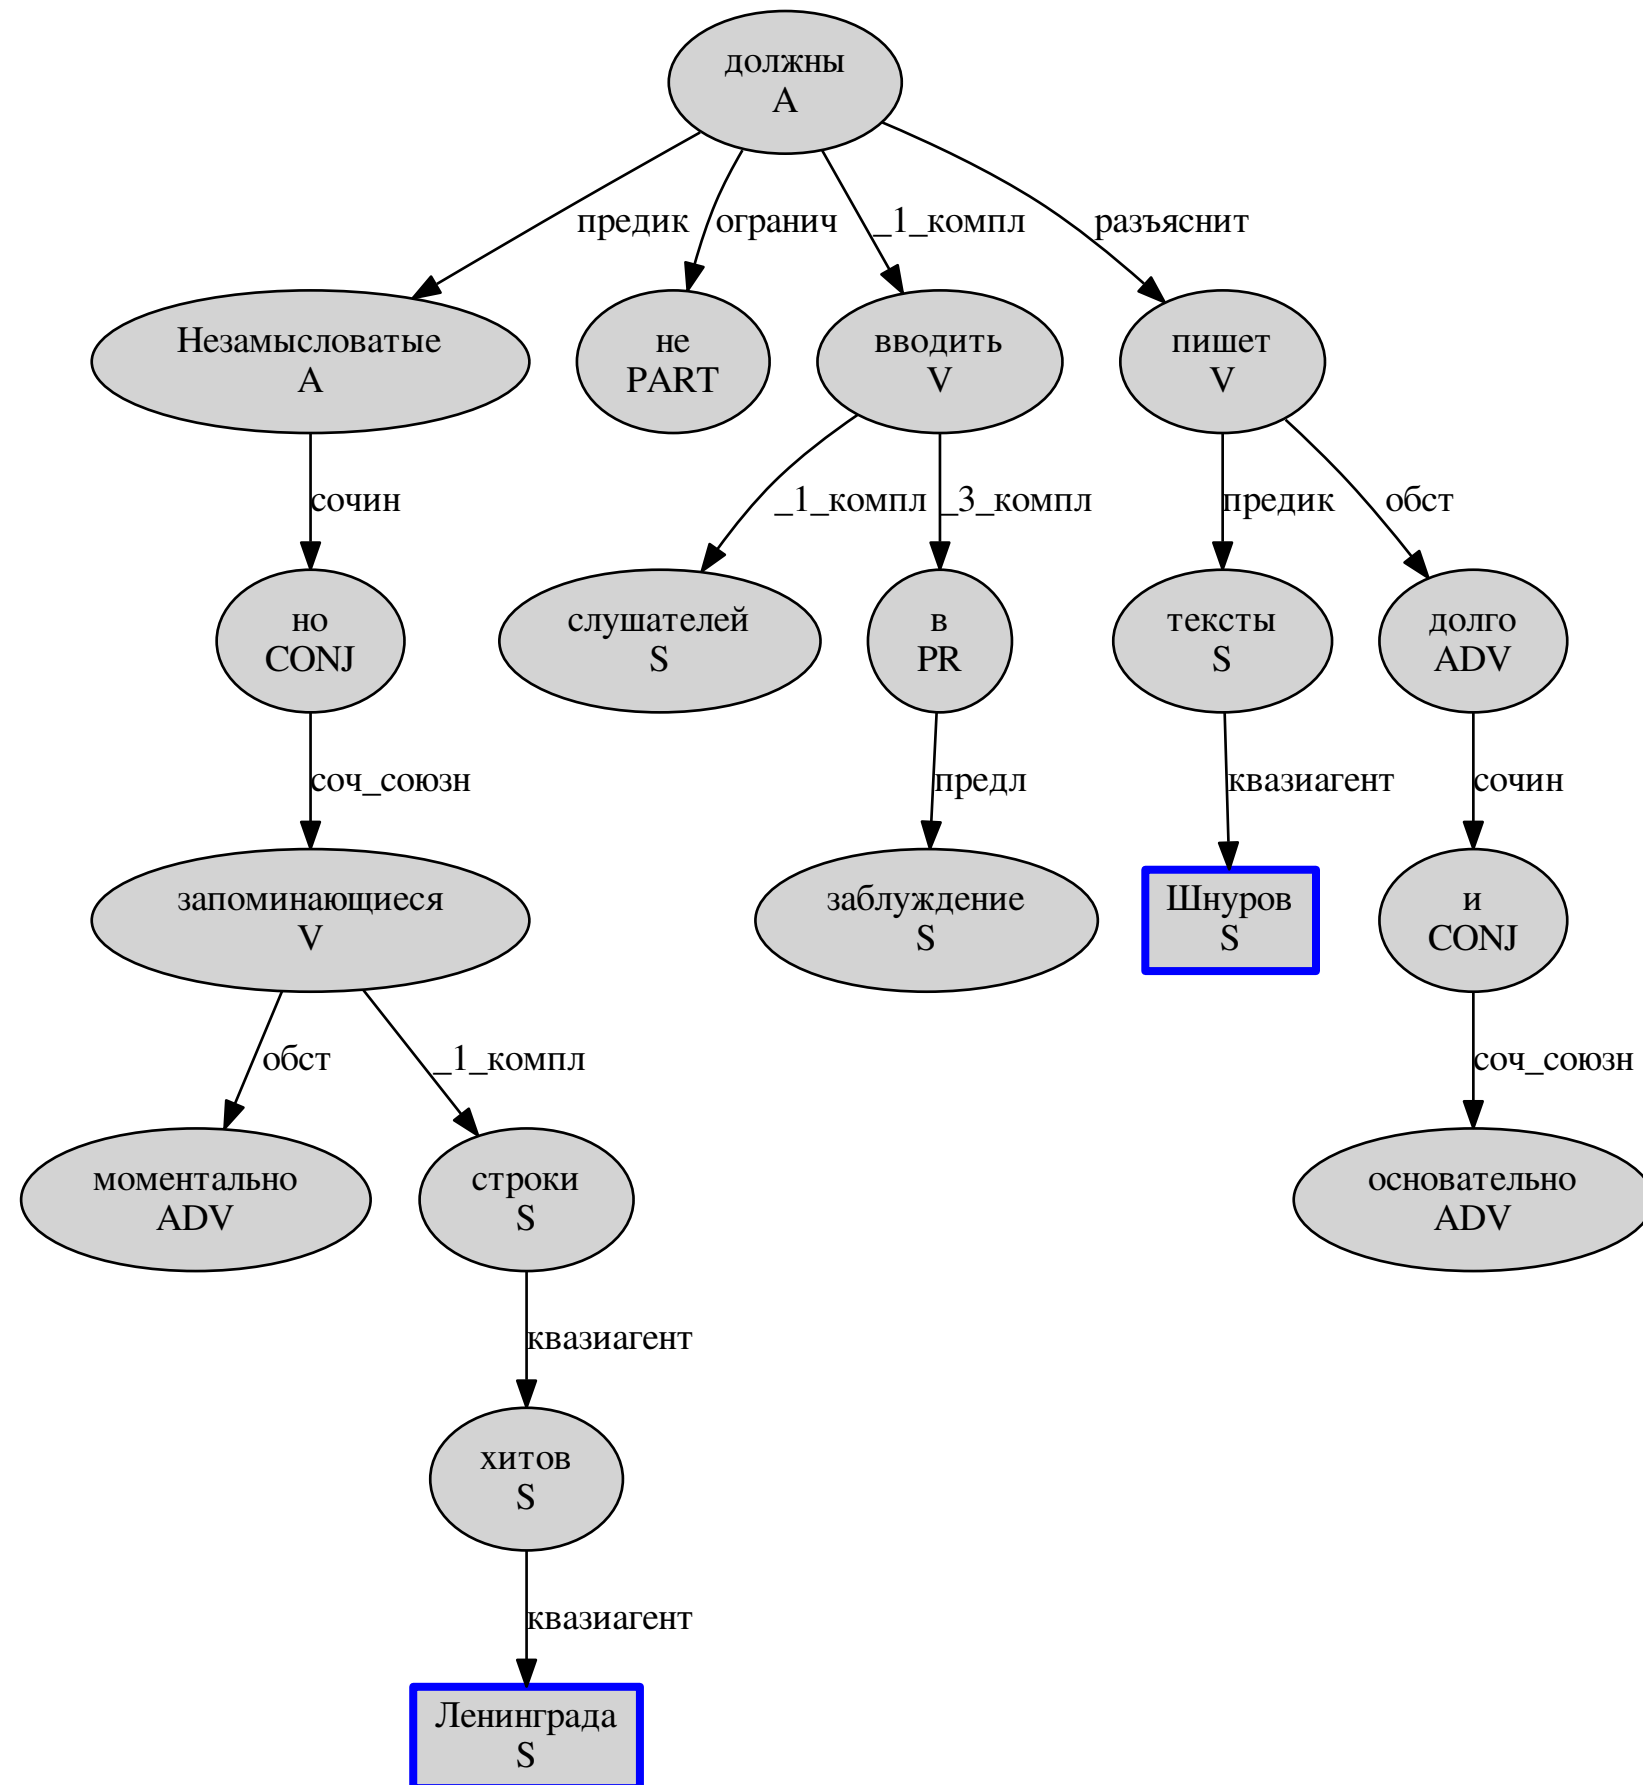 должны
A
предик
огранич
_1_компл
разъяснит
Незамысловатые
A
не
PART
вводить
V
пишет
V
сочин
_1_компл
_3_компл
предик
обст
но
CONJ
слушателей
S
в
PR
тексты
S
долго
ADV
соч_союзн
предл
квазиагент
сочин
запоминающиеся
V
заблуждение
S
Шнуров
S
и
CONJ
обст
_1_компл
соч_союзн
моментально
ADV
строки
S
основательно
ADV
квазиагент
хитов
S
квазиагент
Ленинграда
S